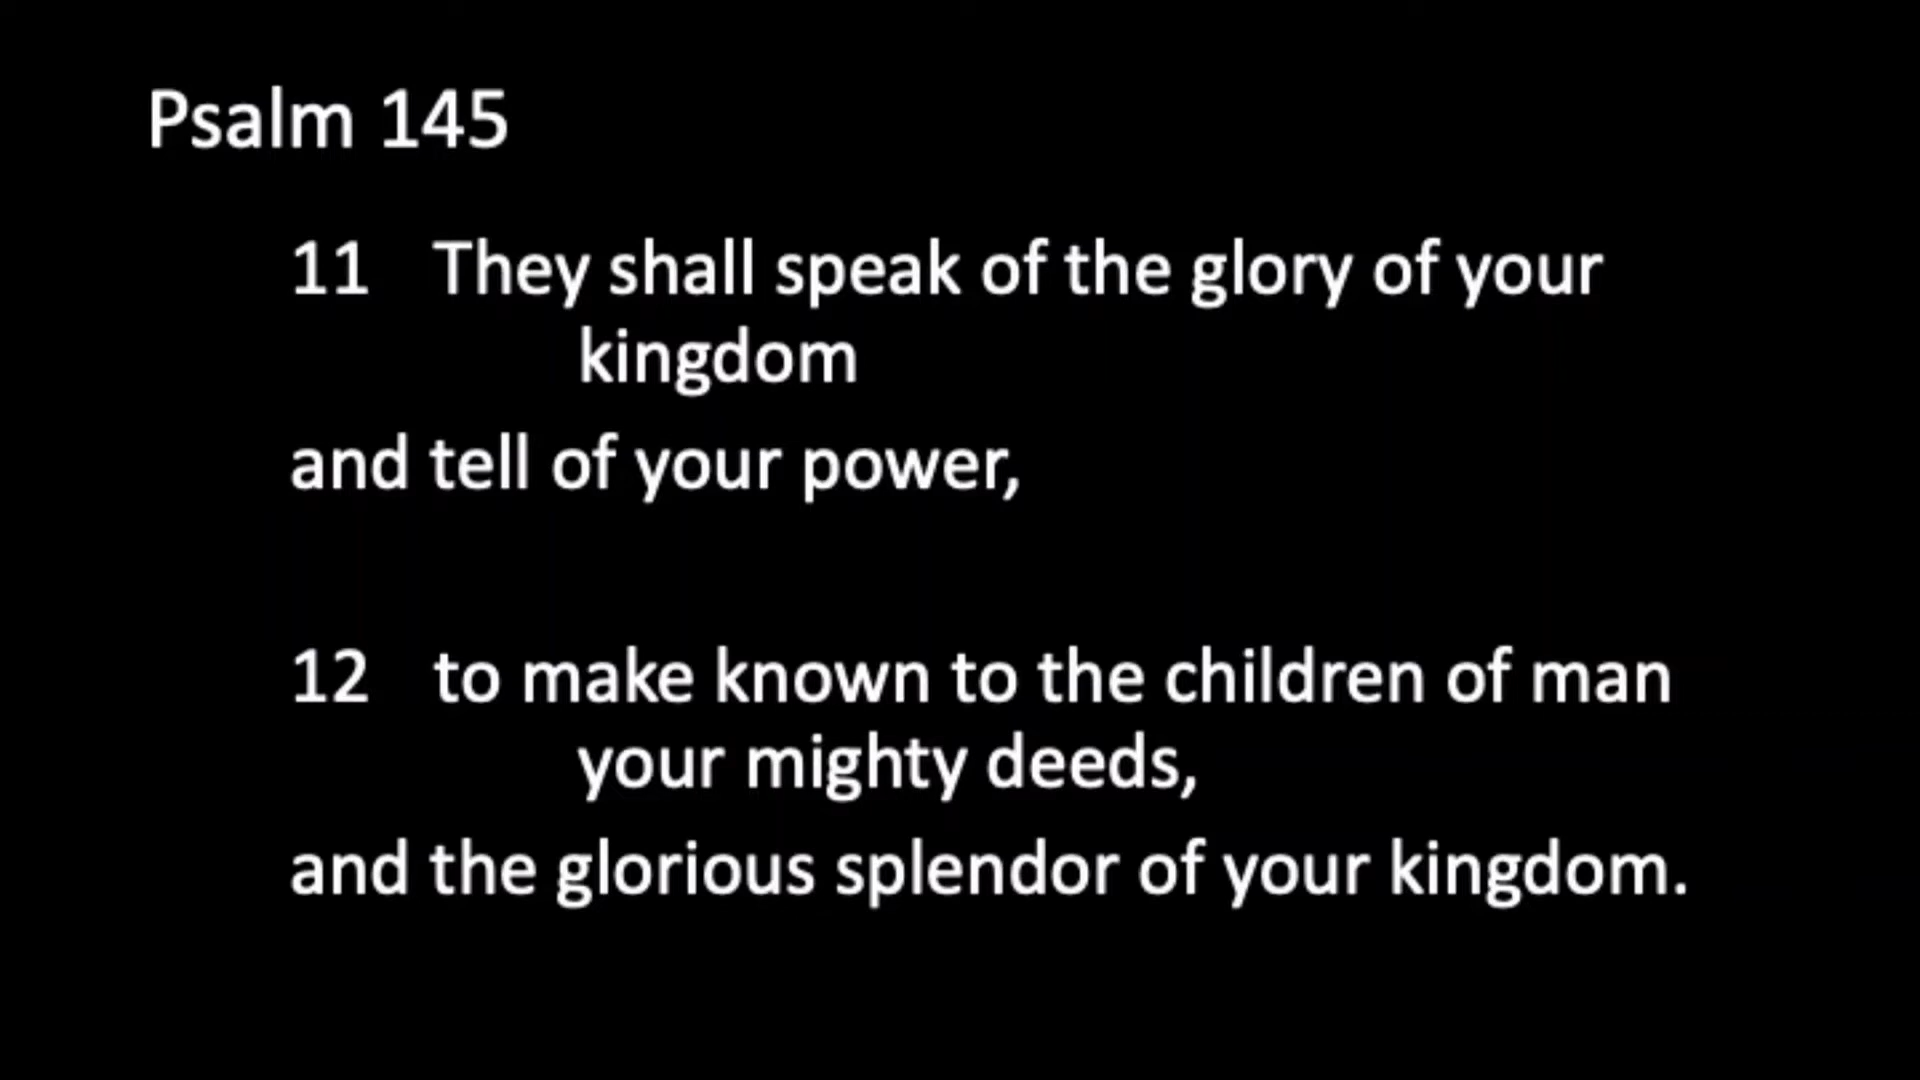 Psalm 145
11 They shall speak of the glory of your
kingdom
and tell of your power,
12 to make known to the children of man
your mighty deeds,
and the glorious splendor of your kingdom.